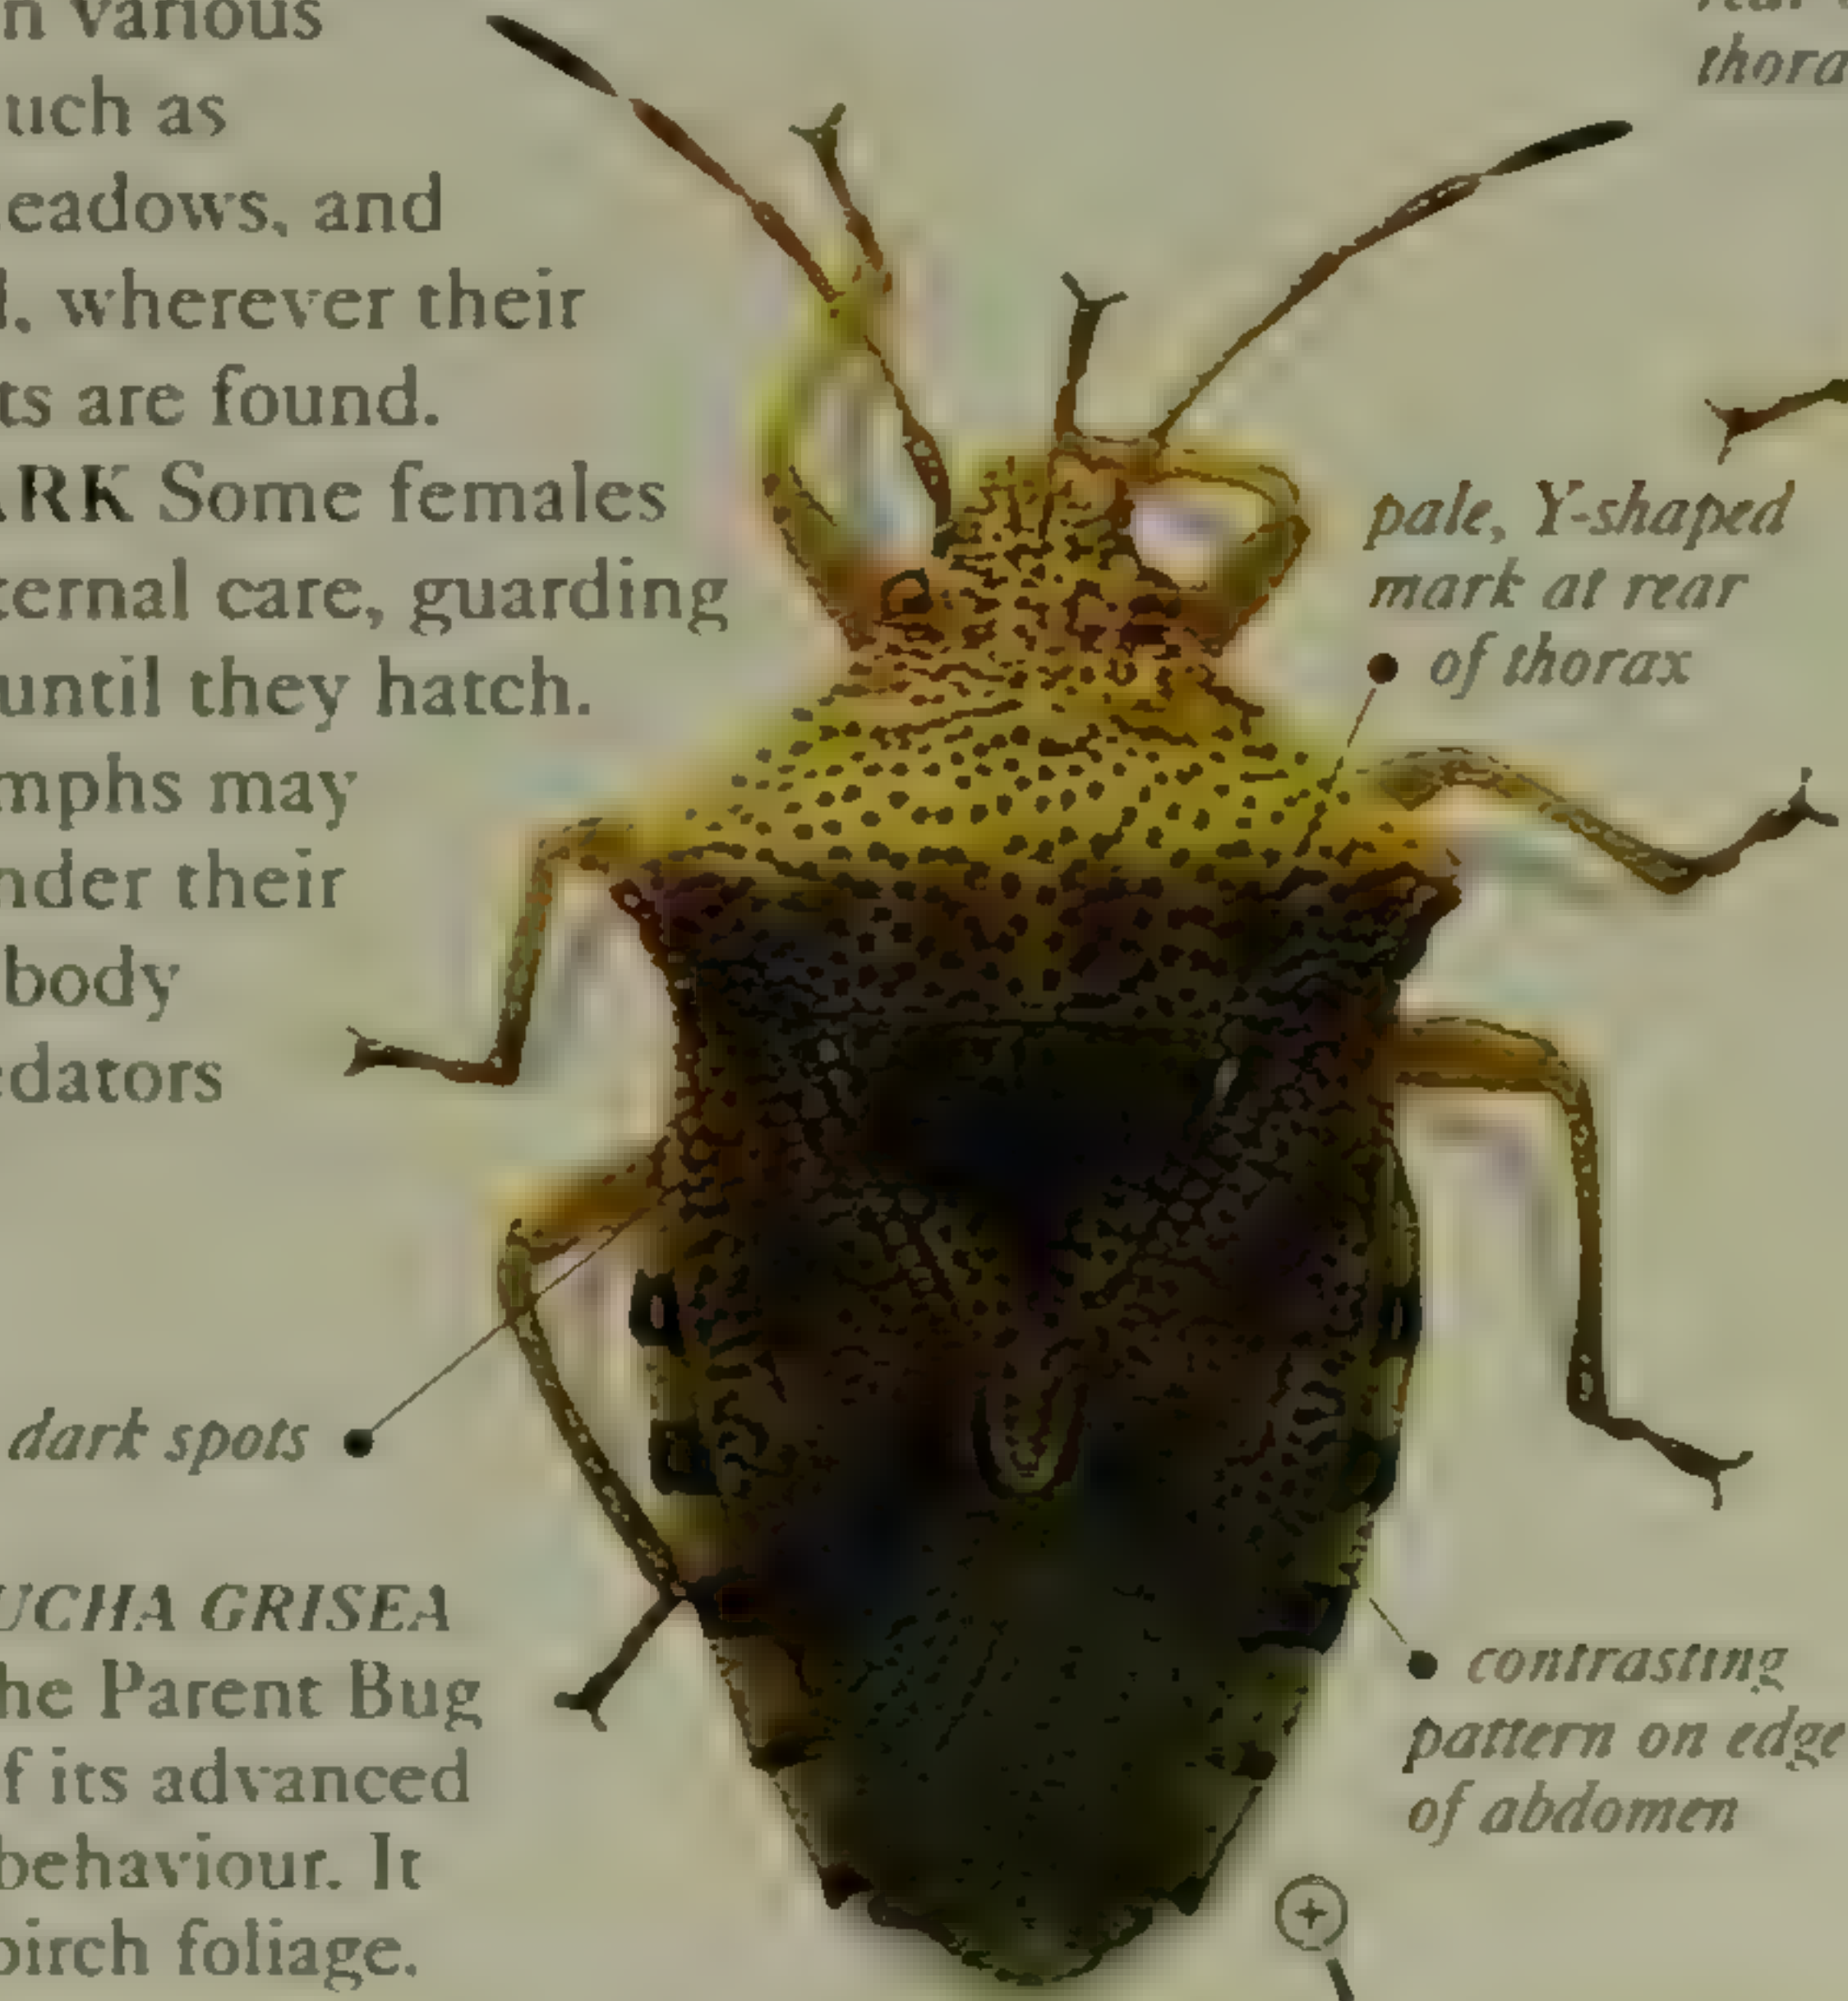 n various
uch as
eadows, and
l, wherever their
ts are found.
ARK Some females
ternal care, guarding
until they hatch.
mphs may
nder their
body
edators
dark spots
UCHA GRISEA
he Parent Bug
f its advanced
behaviour. It
birch foliage.
thora
pale, Y-shaped
mark at rear
of thorax
contrasting
pattern on edge
of abdomen